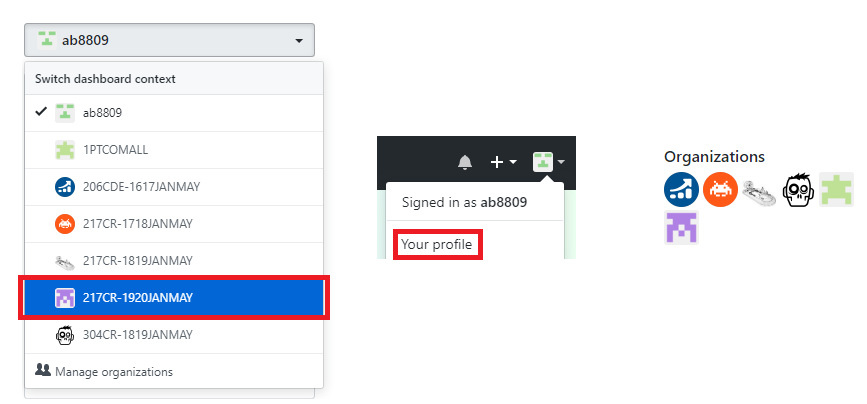 ab8809
Switch dashboard context
ab8809
1PTCOMALL
206CDE-1617JANMAY
217CR-1718JANMAY
217CR-1819JANMAY
217CR-1920JANMAY
304CR-1819JANMAY
Manage organizations
Signed in as ab8809
Your profile
Organizations